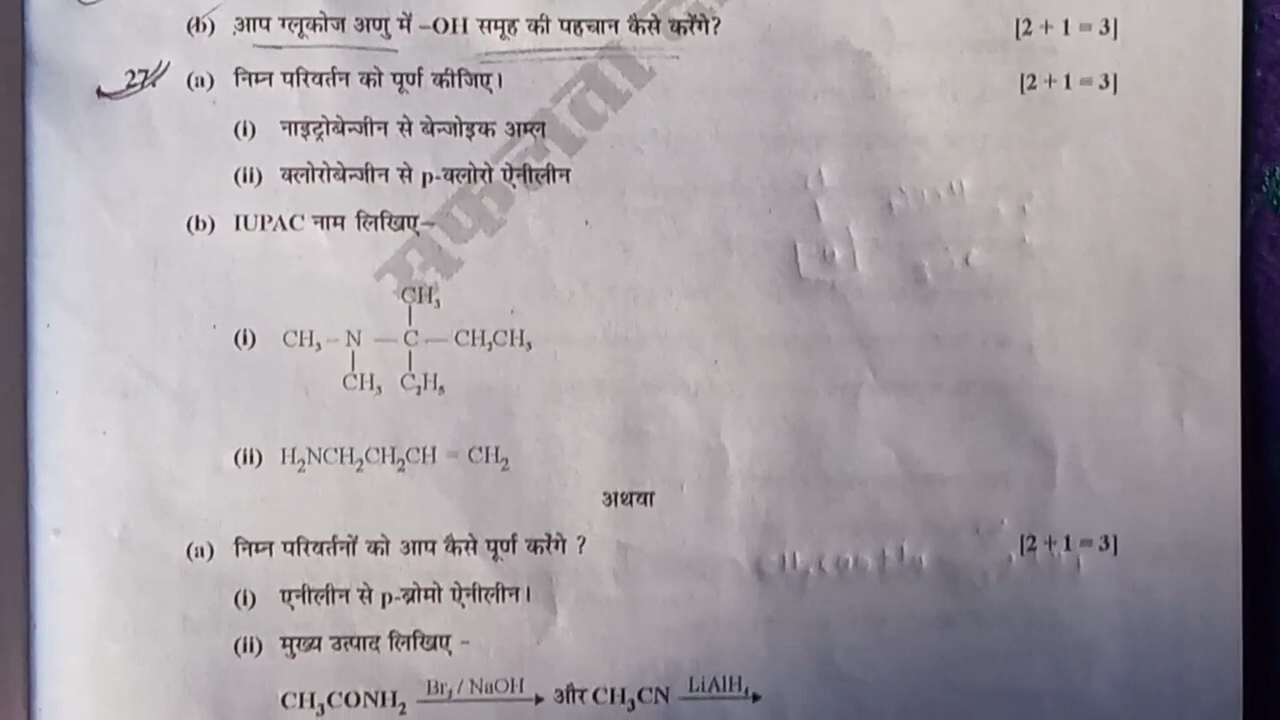 (b) आप ग्लूकोज अणु में –OH समूह की पहचान कैसे करेंगे? [2 + 1 = 3]
27. (a) निम्न परिवर्तन को पूर्ण कीजिए। [2 + 1 = 3]
(i) नाइट्रोबेन्जीन से बेन्जोइक अम्ल
(ii) क्लोरोबेन्जीन से p-क्लोरो ऐनीलीन
(b) IUPAC नाम लिखिए–
CH₃
(i) CH₃ – N — C — CH₂CH₃
CH₃ C₂H₅
(ii) H₂NCH₂CH₂CH = CH₂
अथवा
(a) निम्न परिवर्तनों को आप कैसे पूर्ण करेंगे ? [2 + 1 = 3]
(i) एनीलीन से p-ब्रोमो ऐनीलीन।
(ii) मुख्य उत्पाद लिखिए -
CH₃CONH₂ Br₂ / NaOH → और CH₃CN LiAlH₄ →
सफलता